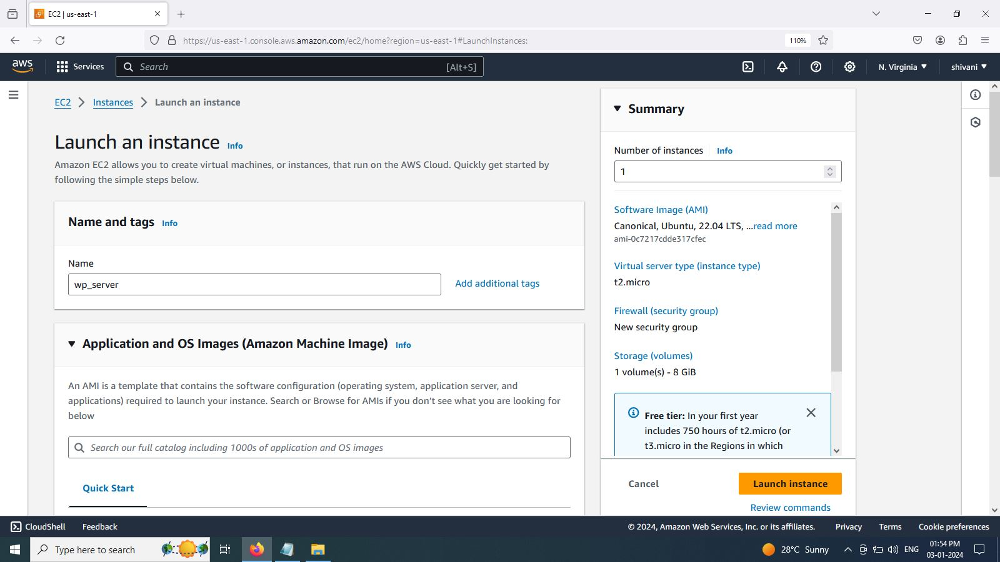 EC2 | us-east-1
https://us-east-1.console.aws.amazon.com/ec2/home?region=us-east-1#LaunchInstances:
110%
aws
Services
Search
[Alt+S]
N. Virginia
shivani
EC2
Instances
Launch an instance
Launch an instance
Info
Amazon EC2 allows you to create virtual machines, or instances, that run on the AWS Cloud. Quickly get started by
following the simple steps below.
Name and tags
Info
Name
wp_server
Add additional tags
Application and OS Images (Amazon Machine Image)
Info
An AMI is a template that contains the software configuration (operating system, application server, and
applications) required to launch your instance. Search or Browse for AMIs if you don't see what you are looking for
below
Search our full catalog including 1000s of application and OS images
Quick Start
Summary
Number of instances
Info
1
Software Image (AMI)
Canonical, Ubuntu, 22.04 LTS, ...read more
ami-0c7217cdde317cfec
Virtual server type (instance type)
t2.micro
Firewall (security group)
New security group
Storage (volumes)
1 volume(s) - 8 GiB
Free tier: In your first year
includes 750 hours of t2.micro (or
t3.micro in the Regions in which
Cancel
Launch instance
Review commands
CloudShell
Feedback
© 2024, Amazon Web Services, Inc. or its affiliates.
Privacy
Terms
Cookie preferences
Type here to search
28°C Sunny
ENG
01:54 PM
03-01-2024